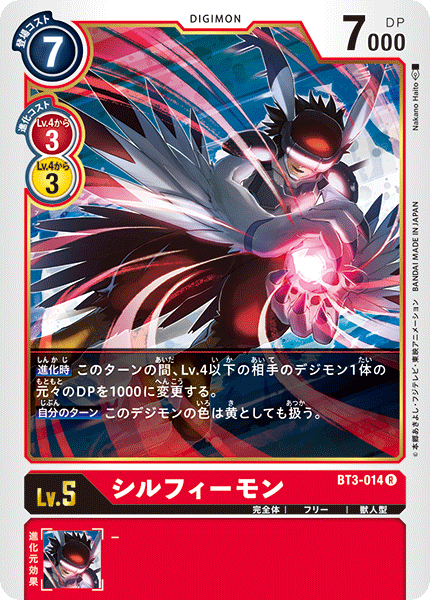 登場コスト
7
DIGIMON
7000
DP
進化コスト
Lv.4から
3
Lv.4から
3
Nakano Haito
BANDAI MADE IN JAPAN
©本郷あきよし・フジテレビ・東映アニメーション
進化時 このターンの間、Lv.4以下の相手のデジモン1体の
元々のDPを1000に変更する。
自分のターン このデジモンの色は黄としても扱う。
BT3-014 R
Lv.5
シルフィーモン
完全体 | フリー | 獣人型
進化元効果
-